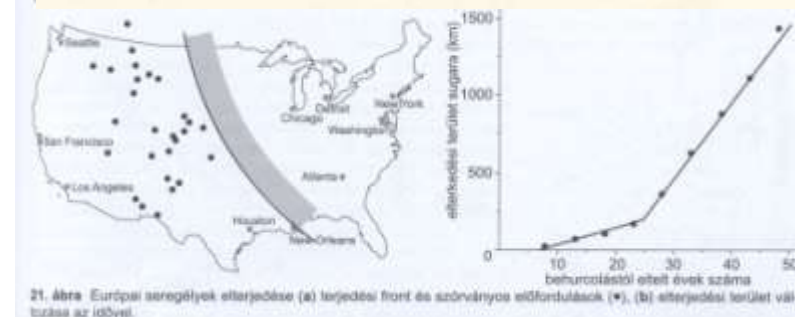 Seattle
San Francisco
Los Angeles
Houston
New Orleans
Chicago
Detroit
New York
Washington
Atlanta
elterkedési terület sugara (km)
1500
1000
500
0
10
20
30
40
50
behurcolástól eltelt évek száma
21. ábra Európai seregélyek elterjedése (a) terjedési front és szórványos előfordulások (•), (b) elterjedési terület vál
tozása az idővel.